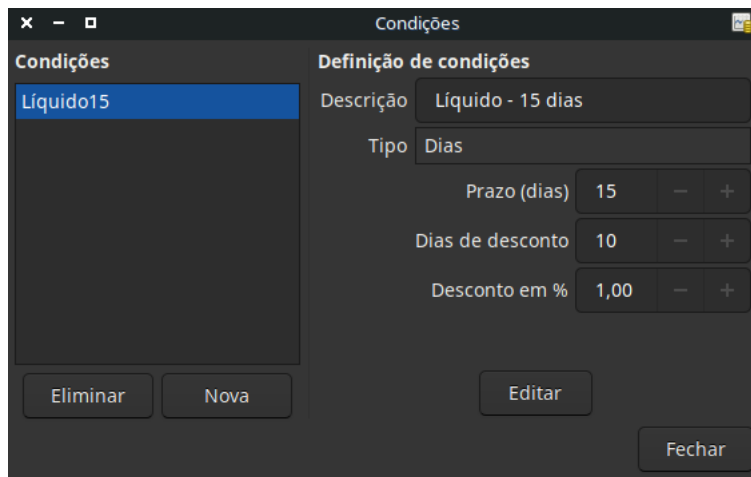 Condições
Condições
Líquido15
Eliminar
Nova
Definição de condições
Descrição Líquido - 15 dias
Tipo Dias
Prazo (dias) 15 − +
Dias de desconto 10 − +
Desconto em % 1,00 − +
Editar
Fechar